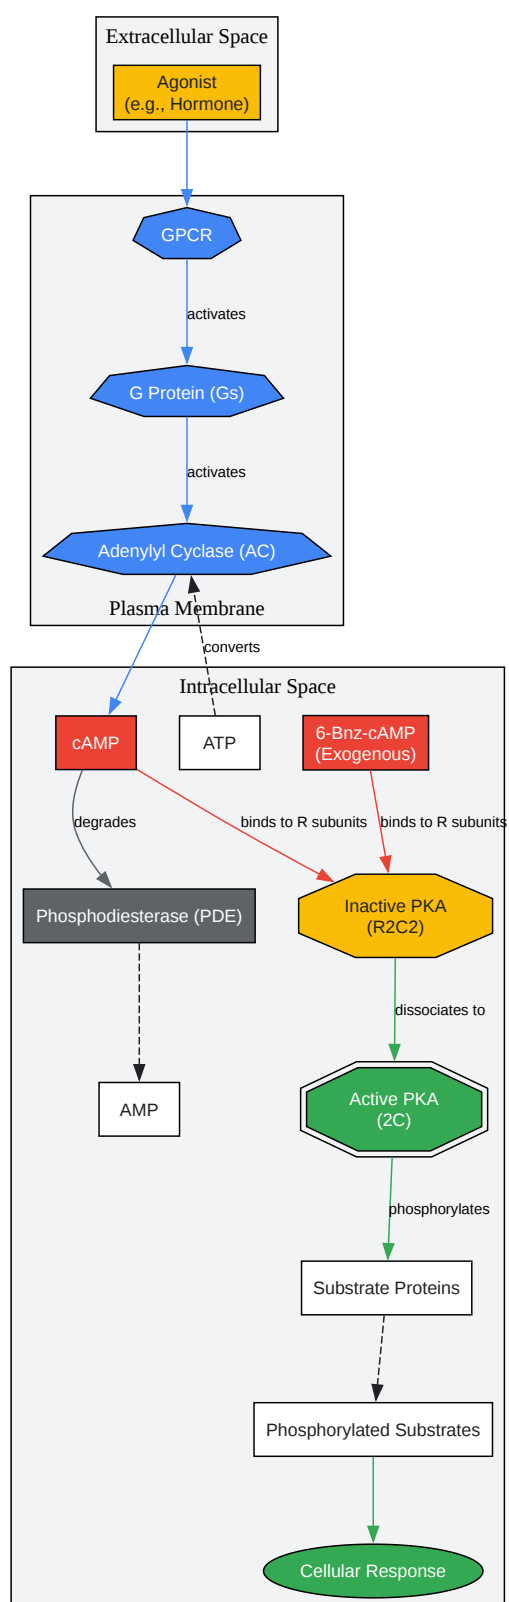 Extracellular Space
Agonist
(e.g., Hormone)
GPCR
activates
G Protein (Gs)
activates
Adenylyl Cyclase (AC)
Plasma Membrane
converts
Intracellular Space
cAMP
ATP
6-Bnz-cAMP
(Exogenous)
degrades
binds to R subunits
binds to R subunits
Phosphodiesterase (PDE)
Inactive PKA
(R2C2)
dissociates to
AMP
Active PKA
(2C)
phosphorylates
Substrate Proteins
Phosphorylated Substrates
Cellular Response